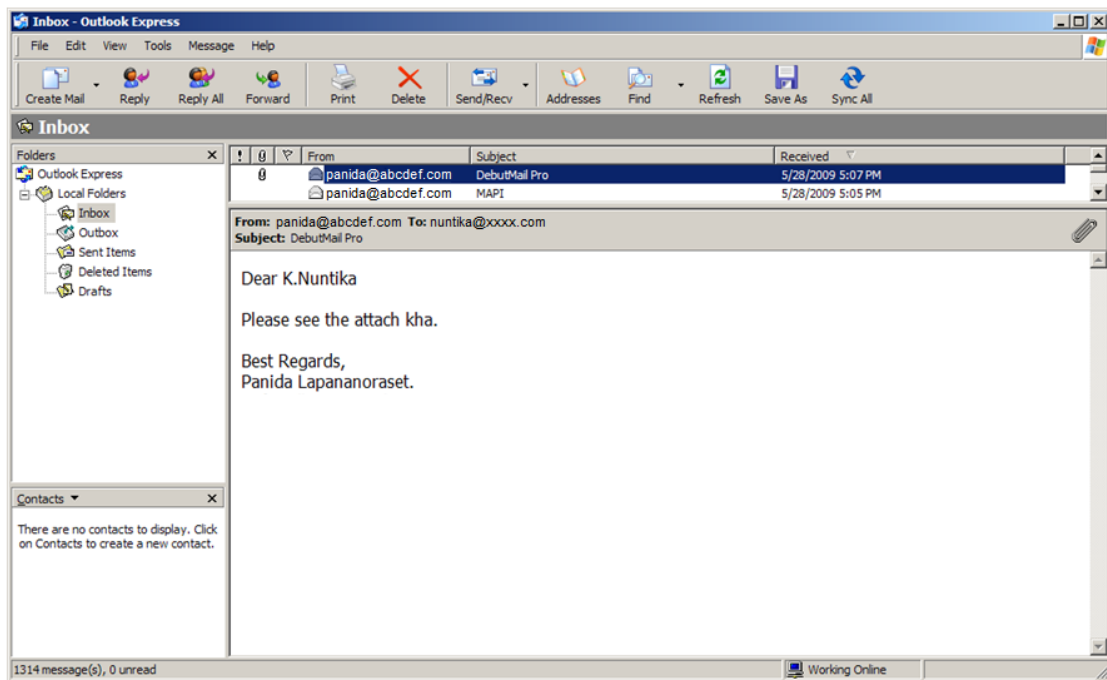 Inbox - Outlook Express
File Edit View Tools Message Help
Create Mail Reply Reply All Forward Print Delete Send/Recv Addresses Find Refresh Save As Sync All
Inbox
Folders
! From Subject Received
Outlook Express
panida@abcdef.com DebutMail Pro 5/28/2009 5:07 PM
Local Folders
panida@abcdef.com MAPI 5/28/2009 5:05 PM
Inbox
Outbox
Sent Items
Deleted Items
Drafts
From: panida@abcdef.com To: nuntika@xxxx.com
Subject: DebutMail Pro
Dear K.Nuntika
Please see the attach kha.
Best Regards,
Panida Lapananoraset.
Contacts
There are no contacts to display. Click
on Contacts to create a new contact.
1314 message(s), 0 unread
Working Online